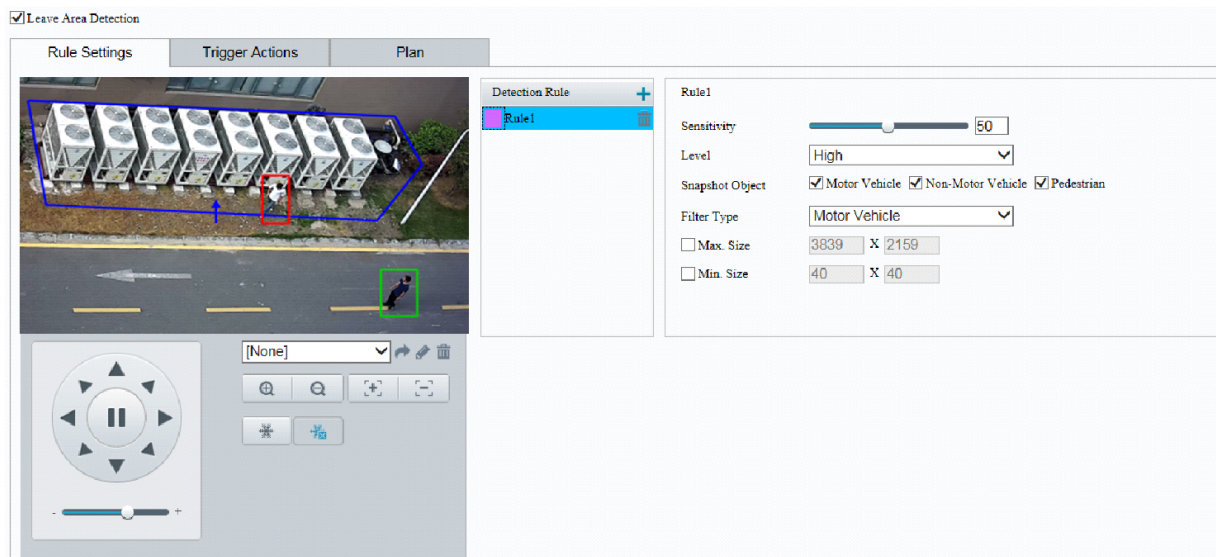 Leave Area Detection
Rule Settings
Trigger Actions
Plan
Detection Rule
Rule1
Rule1
Sensitivity
50
Level
High
Snapshot Object
Motor Vehicle
Non-Motor Vehicle
Pedestrian
Filter Type
Motor Vehicle
Max. Size
3839 X 2159
Min. Size
40 X 40
[None]
- +